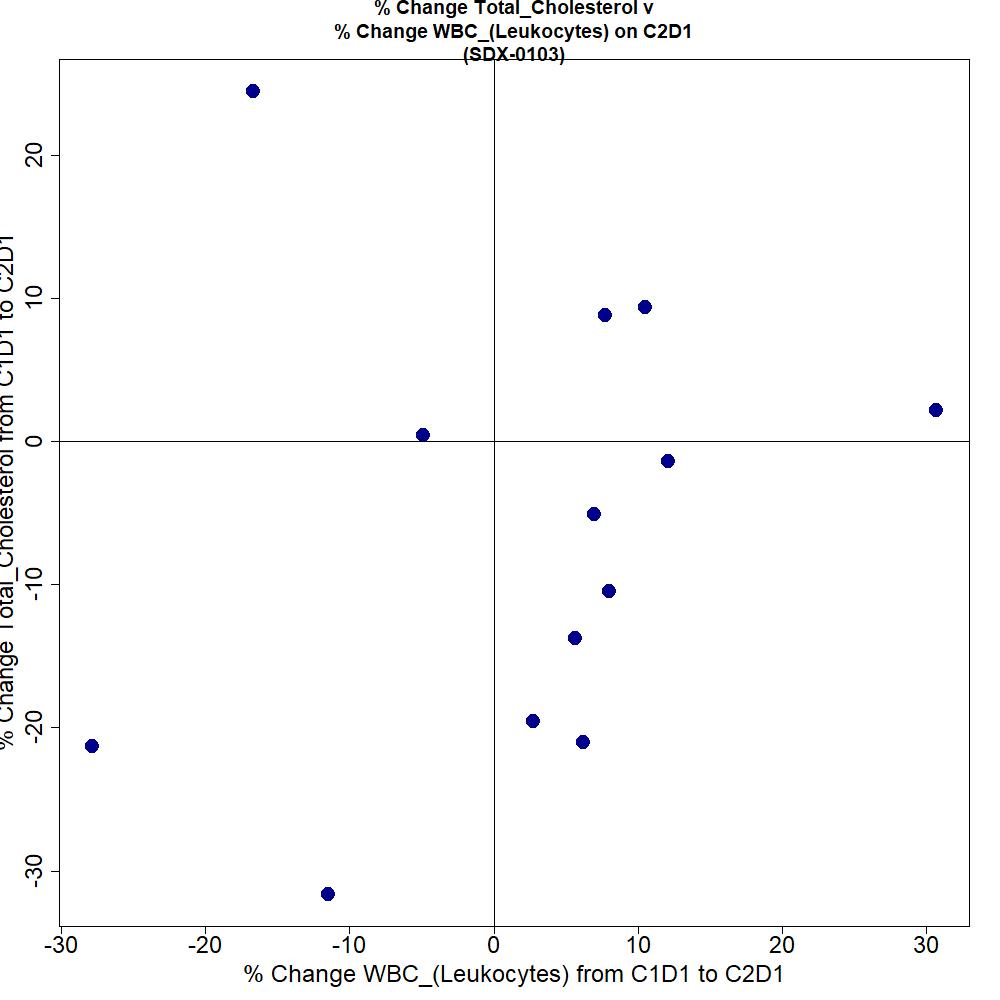 % Change Total_Cholesterol v
% Change WBC_(Leukocytes) on C2D1
(SDX-0103)
% Change Total_Cholesterol from C1D1 to C2D1
20
10
0
-10
-20
-30
-30
-20
-10
0
10
20
30
% Change WBC_(Leukocytes) from C1D1 to C2D1